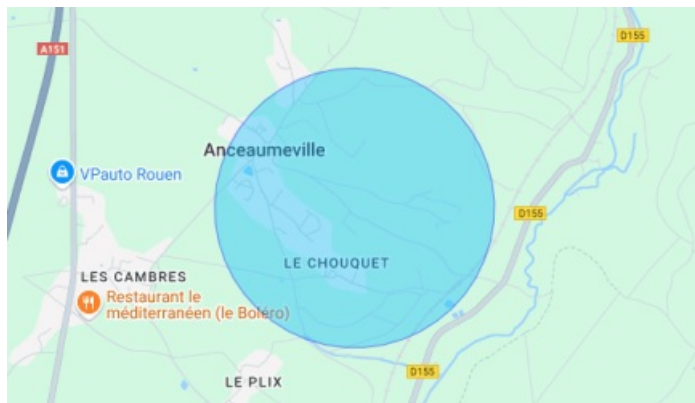 D155
A151
Anceaumeville
VPauto Rouen
D155
LE CHOUQUET
LES CAMBRES
Restaurant le
méditerranéen (le Boléro)
D155
LE PLIX